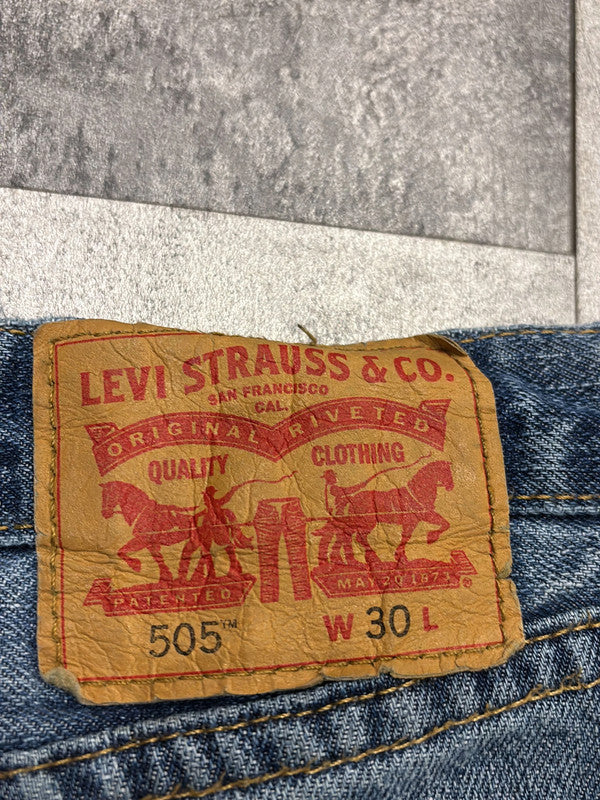 LEVI STRAUSS & CO.
SAN FRANCISCO
CAL.
ORIGINAL RIVETED
QUALITY CLOTHING
PATENTED MAY 20 1873 ®
505™ W 30 L